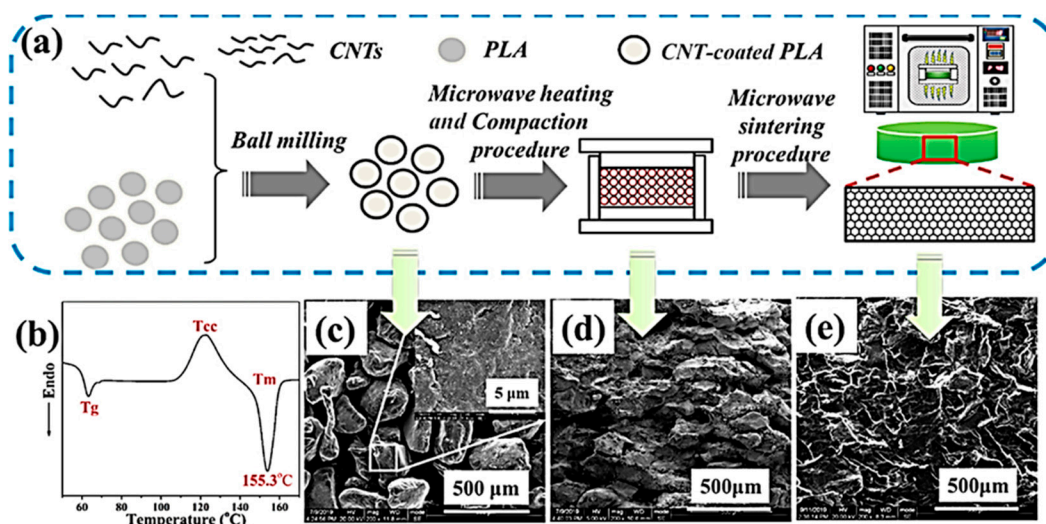 (a)
CNTs
PLA
CNT-coated PLA
Ball milling
Microwave heating
and Compaction
procedure
Microwave
sintering
procedure
(b)
Endo
Tg
Tcc
Tm
155.3°C
60 80 100 120 140 160
Temperature (°C)
(c)
5 μm
500 μm
(d)
500μm
(e)
500μm